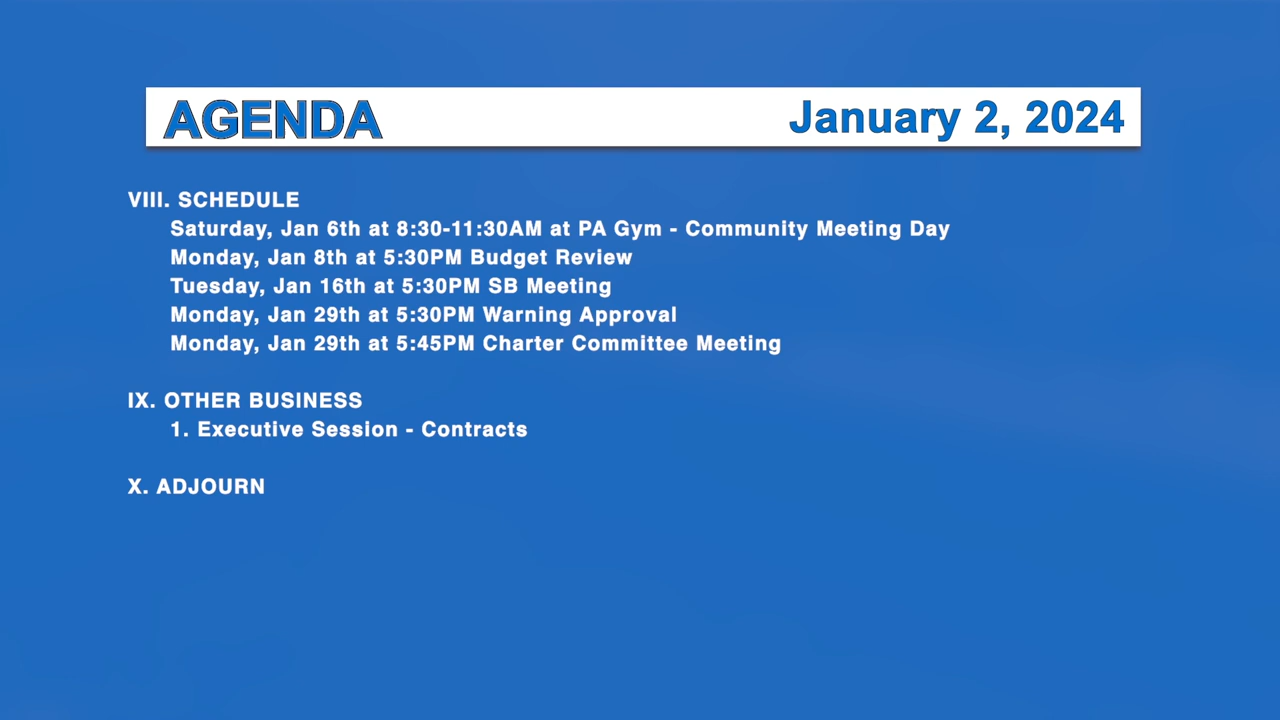 AGENDA January 2, 2024
VIII. SCHEDULE
Saturday, Jan 6th at 8:30-11:30AM at PA Gym - Community Meeting Day
Monday, Jan 8th at 5:30PM Budget Review
Tuesday, Jan 16th at 5:30PM SB Meeting
Monday, Jan 29th at 5:30PM Warning Approval
Monday, Jan 29th at 5:45PM Charter Committee Meeting
IX. OTHER BUSINESS
1. Executive Session - Contracts
X. ADJOURN